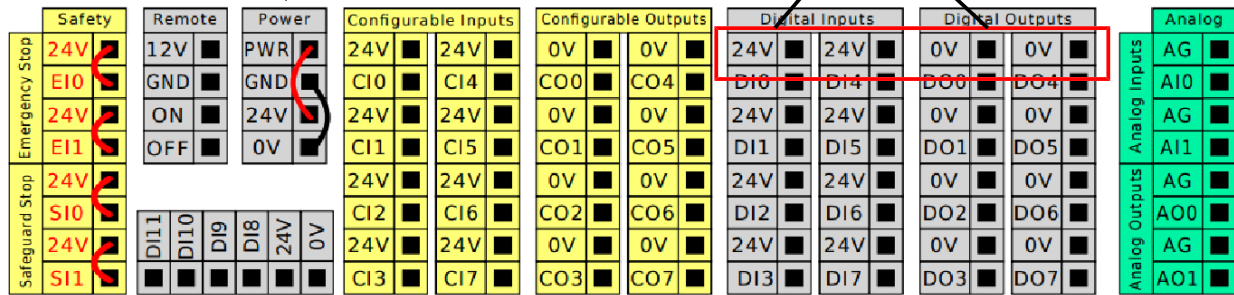 Safety
Emergency Stop
24V
EI0
24V
EI1
Safeguard Stop
24V
SI0
24V
SI1
Remote
12V
GND
ON
OFF
Power
PWR
GND
24V
0V
DI11 DI10 DI9 DI8 24V 0V
Configurable Inputs
24V 24V
CI0 CI4
24V 24V
CI1 CI5
24V 24V
CI2 CI6
24V 24V
CI3 CI7
Configurable Outputs
0V 0V
CO0 CO4
0V 0V
CO1 CO5
0V 0V
CO2 CO6
0V 0V
CO3 CO7
Digital Inputs
24V 24V
DI0 DI4
24V 24V
DI1 DI5
24V 24V
DI2 DI6
24V 24V
DI3 DI7
Digital Outputs
0V 0V
DO0 DO4
0V 0V
DO1 DO5
0V 0V
DO2 DO6
0V 0V
DO3 DO7
Analog
Analog Inputs
AG
AI0
AG
AI1
Analog Outputs
AG
AO0
AG
AO1